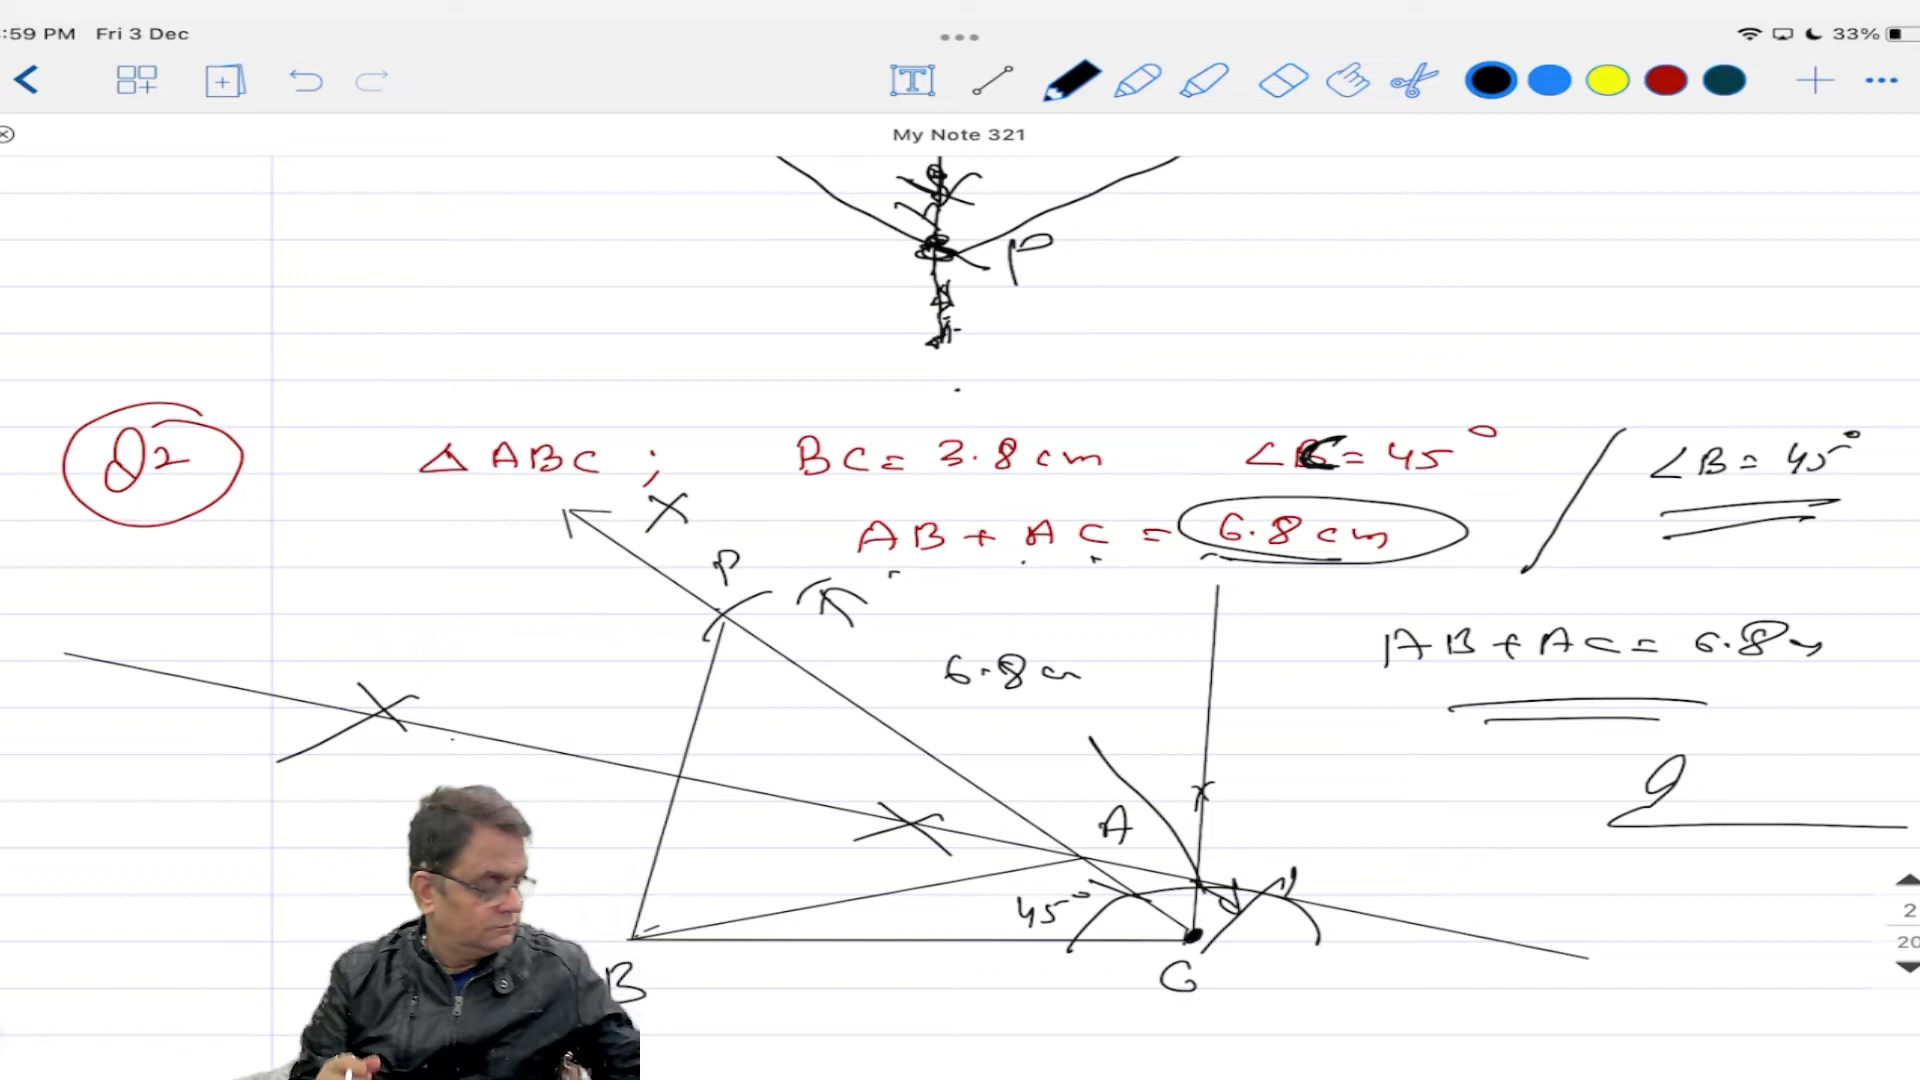 :59 PM Fri 3 Dec
33%
My Note 321
P
Q2
△ ABC ; BC = 3.8 cm ∠C = 45° ∠B = 45°
AB + AC = 6.8 cm
P
6.8 cm
AB + AC = 6.8
A
45°
B
C
2
20